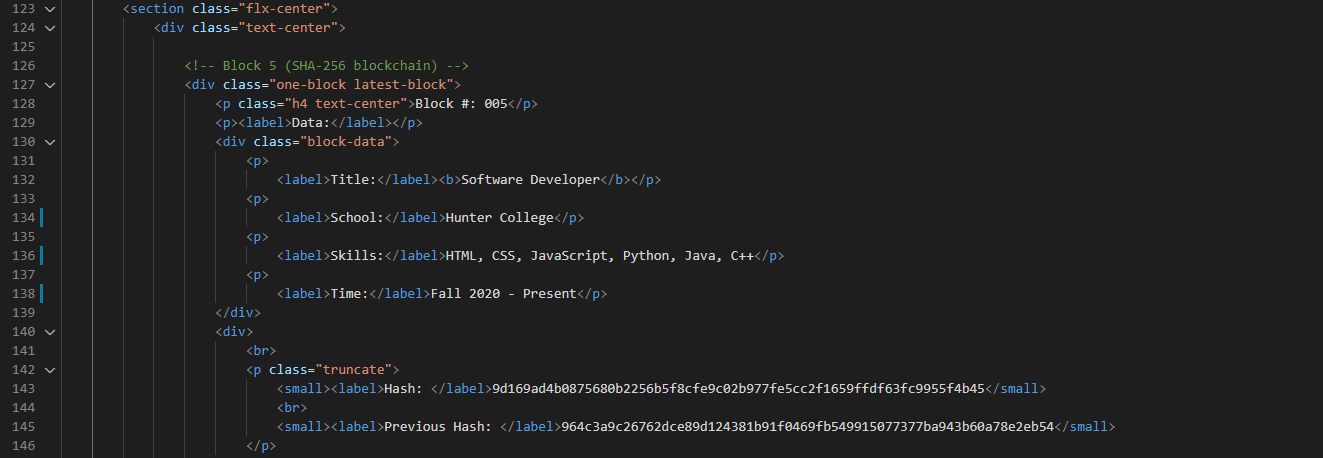 123 <section class="flx-center">
124 <div class="text-center">
125
126 <!-- Block 5 (SHA-256 blockchain) -->
127 <div class="one-block latest-block">
128 <p class="h4 text-center">Block #: 005</p>
129 <p><label>Data:</label></p>
130 <div class="block-data">
131 <p>
132 <label>Title:</label><b>Software Developer</b></p>
133 <p>
134 <label>School:</label>Hunter College</p>
135 <p>
136 <label>Skills:</label>HTML, CSS, JavaScript, Python, Java, C++</p>
137 <p>
138 <label>Time:</label>Fall 2020 - Present</p>
139 </div>
140 <div>
141 <br>
142 <p class="truncate">
143 <small><label>Hash: </label>9d169ad4b0875680b2256b5f8cfe9c02b977fe5cc2f1659ffdf63fc9955f4b45</small>
144 <br>
145 <small><label>Previous Hash: </label>964c3a9c26762dce89d124381b91f0469fb549915077377ba943b60a78e2eb54</small>
146 </p>